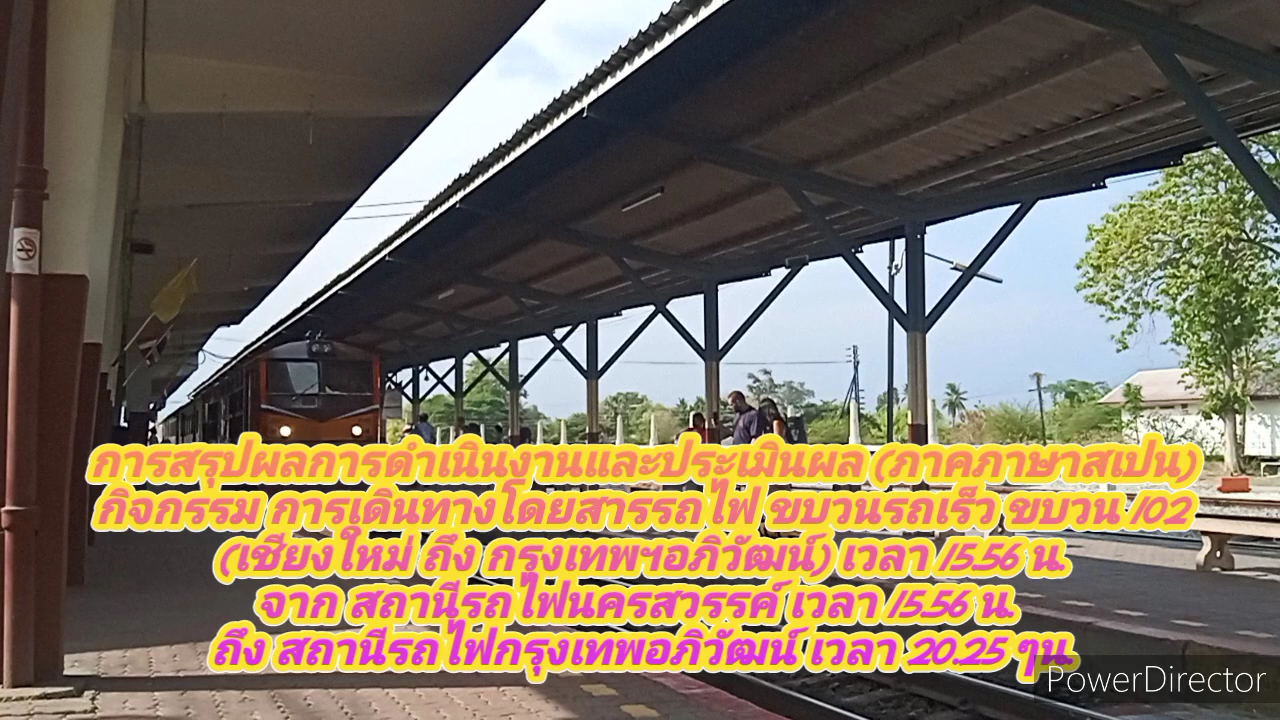 การสรุปผลการดำเนินงานและประเมินผล (ภาคภาษาสเปน)
กิจกรรม การเดินทางโดยสารรถไฟ ขบวนรถเร็ว ขบวน 102
(เชียงใหม่ ถึง กรุงเทพฯอภิวัฒน์) เวลา 15.56 น.
จาก สถานีรถไฟนครสวรรค์ เวลา 15.56 น.
ถึง สถานีรถไฟกรุงเทพอภิวัฒน์ เวลา 20.25 ๆน.
PowerDirector